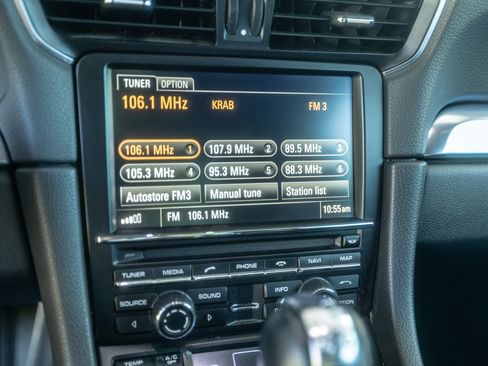 TUNER OPTION
106.1 MHz KRAB FM 3
106.1 MHz 1 107.9 MHz 2 89.5 MHz 3
105.3 MHz 4 95.3 MHz 5 88.3 MHz 6
Autostore FM3 Manual tune Station list
FM 106.1 MHz 10:55am
TUNER MEDIA PHONE NAVI MAP
SOURCE SOUND INFO
TEMP A/C OFF